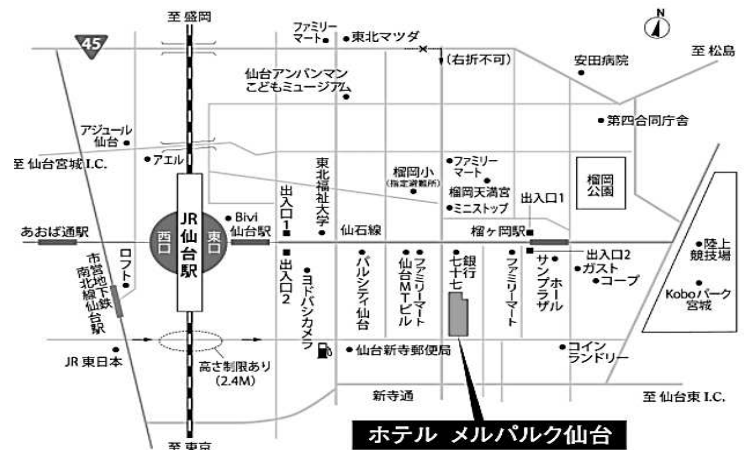 至 盛岡
45
ファミリー
マート
東北マツダ
N
(右折不可)
至 松島
安田病院
仙台アンパンマン
こどもミュージアム
第四合同庁舎
アジュール
仙台
アエル
至 仙台宮城 I.C.
東北福祉大学
榴岡小
(指定避難所)
ファミリー
マート
榴岡天満宮
ミニストップ
榴岡
公園
出入口1
Bivi
出入口1
仙石線
榴ヶ岡駅
あおば通駅
西口
JR仙台駅
東口
仙台駅
ロフト
市営地下鉄
南北線仙台駅
出入口2
ヨドバシカメラ
パルシティ仙台
仙台MTビル
ファミリーマート
七十七
銀行
ファミリーマート
サンプラザ
ホール
出入口2
ガスト
コープ
陸上
競技場
Koboパーク
宮城
JR 東日本
高さ制限あり
(2.4M)
仙台新寺郵便局
コイン
ランドリー
新寺通
至 仙台東 I.C.
ホテル メルパルク仙台
至 東京